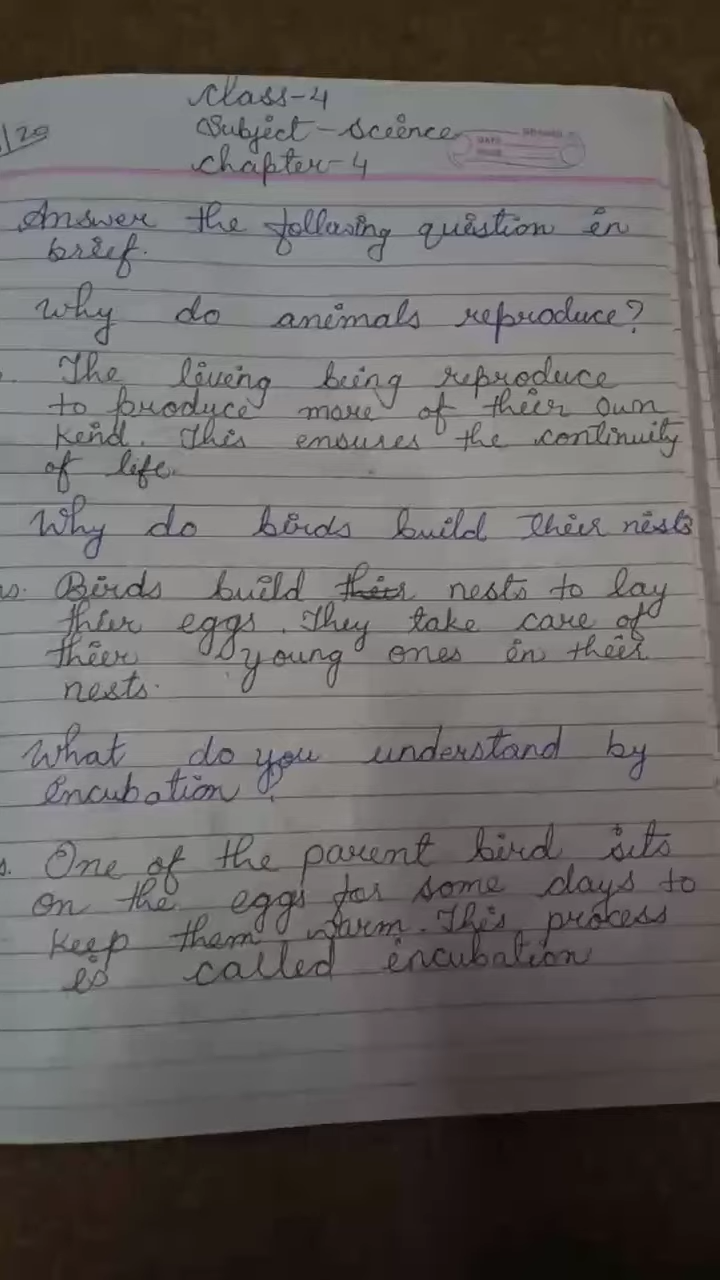 /20
Class-4
Subject - Science
Chapter-4
Answer the following question in
brief.
Why do animals reproduce?
The living being reproduce
to produce more of their own
kind. This ensures the continuity
of life.
Why do birds build their nests
s. Birds build their nests to lay
thier eggs. They take care of
their young ones in their
nests.
What do you understand by
incubation?
s. One of the parent bird sits
on the eggs for some days to
keep them warm. This process
is called incubation